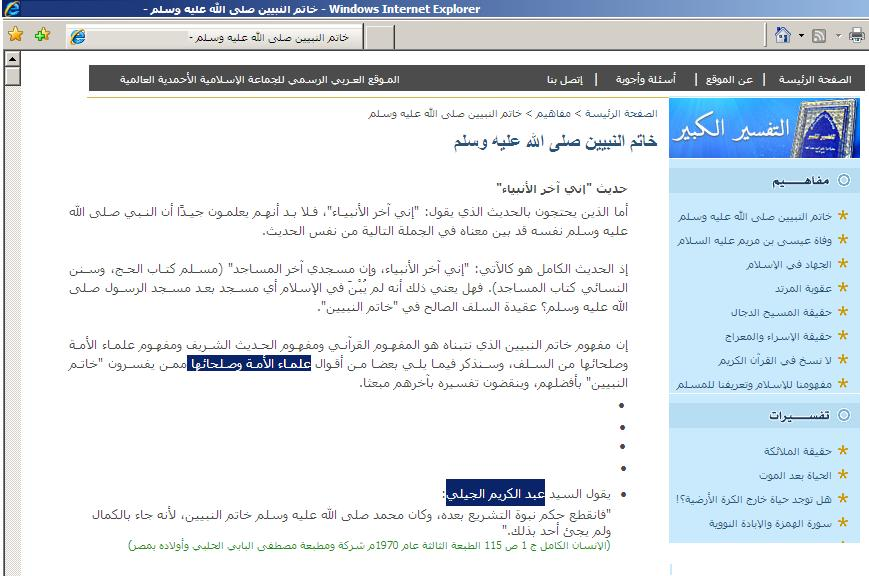 خاتم النبيين صلى الله عليه وسلم - - Windows Internet Explorer
خاتم النبيين صلى الله عليه وسلم -
الصفحة الرئيسة | عن الموقع | أسئلة وأجوبة | إتصل بنا
الموقع العربي الرسمي للجماعة الإسلامية الأحمدية العالمية
التفسير الكبير
مفاهـــيم
خاتم النبيين صلى الله عليه وسلم
وفاة عيسى بن مريم عليه السلام
الجهاد في الإسلام
عقوبة المرتد
حقيقة المسيح الدجال
حقيقة الإسراء والمعراج
لا نسخ في القرآن الكريم
مفهومنا للإسلام وتعريفنا للمسلم
تفسـيرات
حقيقة الملائكة
الحياة بعد الموت
هل توجد حياة خارج الكرة الأرضية؟!
سورة الهمزة والإبادة النووية
الصفحة الرئيسة > مفاهيم > خاتم النبيين صلى الله عليه وسلم
خاتم النبيين صلى الله عليه وسلم
حديث "إني آخر الأنبياء"
أما الذين يحتجون بالحديث الذي يقول: "إني آخر الأنبياء"، فلا بد أنهم يعلمون جيدًا أن النبي صلى الله
عليه وسلم نفسه قد بين معناه في الجملة التالية من نفس الحديث.
إذ الحديث الكامل هو كالآتي: "إني آخر الأنبياء، وإن مسجدي آخر المساجد" (مسلم كتاب الحج، وسنن
النسائي كتاب المساجد). فهل يعني ذلك أنه لم يُبْنَ في الإسلام أي مسجد بعد مسجد الرسول صلى
الله عليه وسلم؟ عقيدة السلف الصالح في "خاتم النبيين".
إن مفهوم خاتم النبيين الذي نتبناه هو المفهوم القرآني ومفهوم الحديث الشريف ومفهوم علماء الأمة
وصلحائها من السلف، وسنذكر فيما يلي بعضا من أقوال علماء الأمة وصلحائها ممن يفسرون "خاتم
النبيين" بأفضلهم، وينقضون تفسيره بآخرهم مبعثا.
يقول السيد عبد الكريم الجيلي:
"فانقطع حكم نبوة التشريع بعده، وكان محمد صلى الله عليه وسلم خاتم النبيين، لأنه جاء بالكمال
ولم يجئ أحد بذلك."
(الإنسان الكامل ج 1 ص 115 الطبعة الثالثة عام 1970م شركة ومطبعة مصطفى البابي الحلبي وأولاده بمصر)